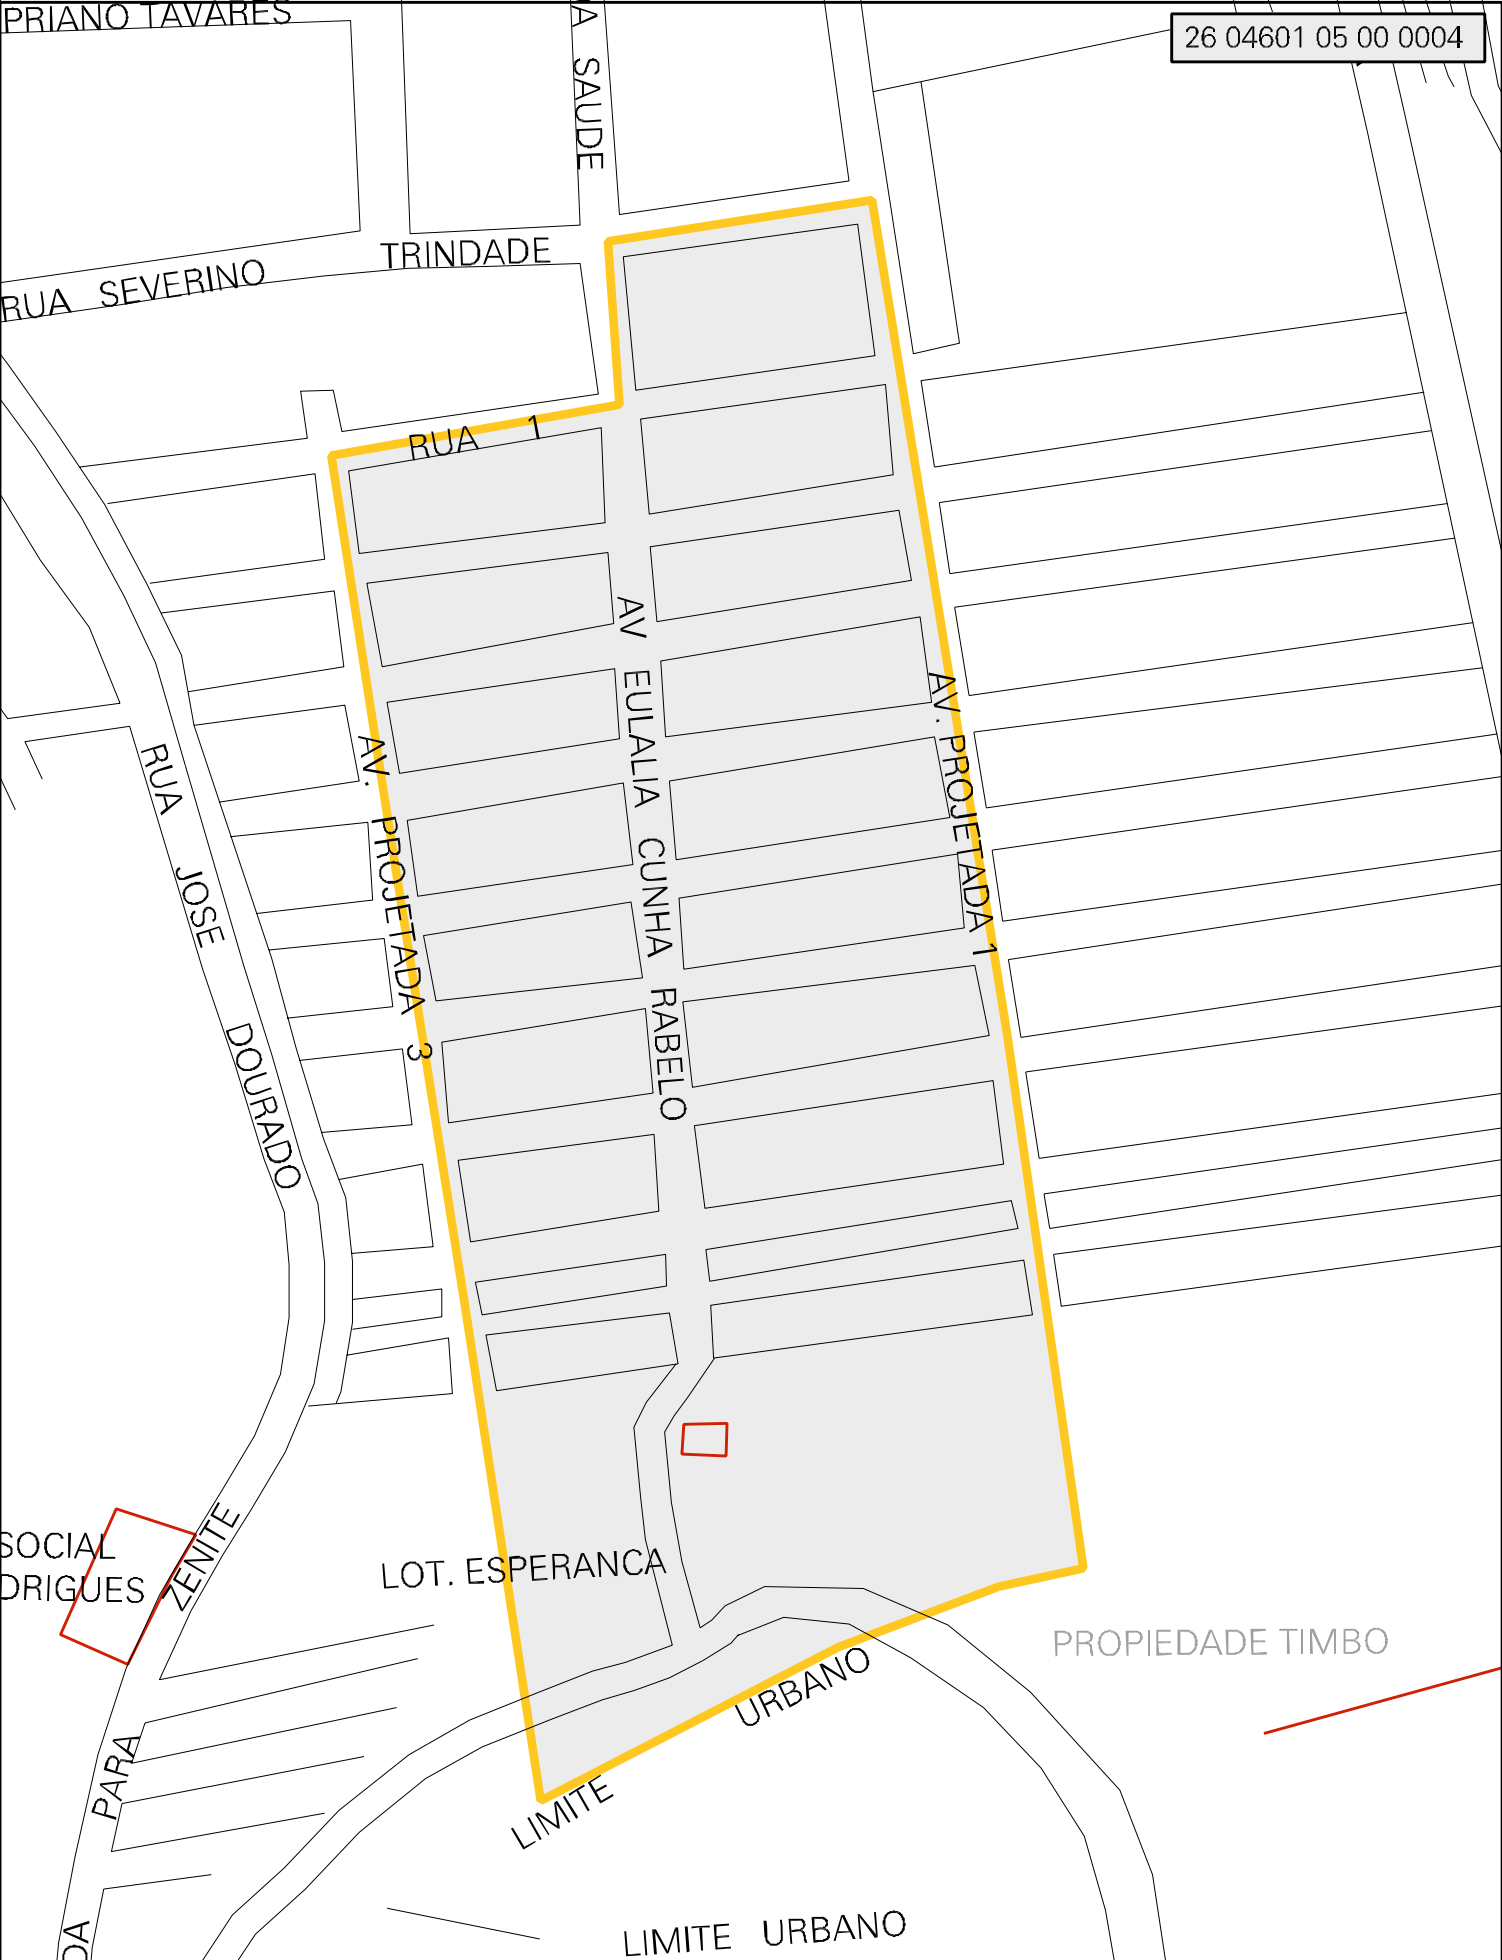 PRIANO TAVARES
26 04601 05 00 0004
SAUDE
TRINDADE
RUA SEVERINO
RUA 1
AV EULALIA CUNHA RABELO
AV. PROJETADA 1
AV. PROJETADA 3
RUA JOSE DOURADO
ZENITE
SOCIAL
DRIGUES
LOT. ESPERANCA
PROPIEDADE TIMBO
LIMITE URBANO
PARA
LIMITE URBANO